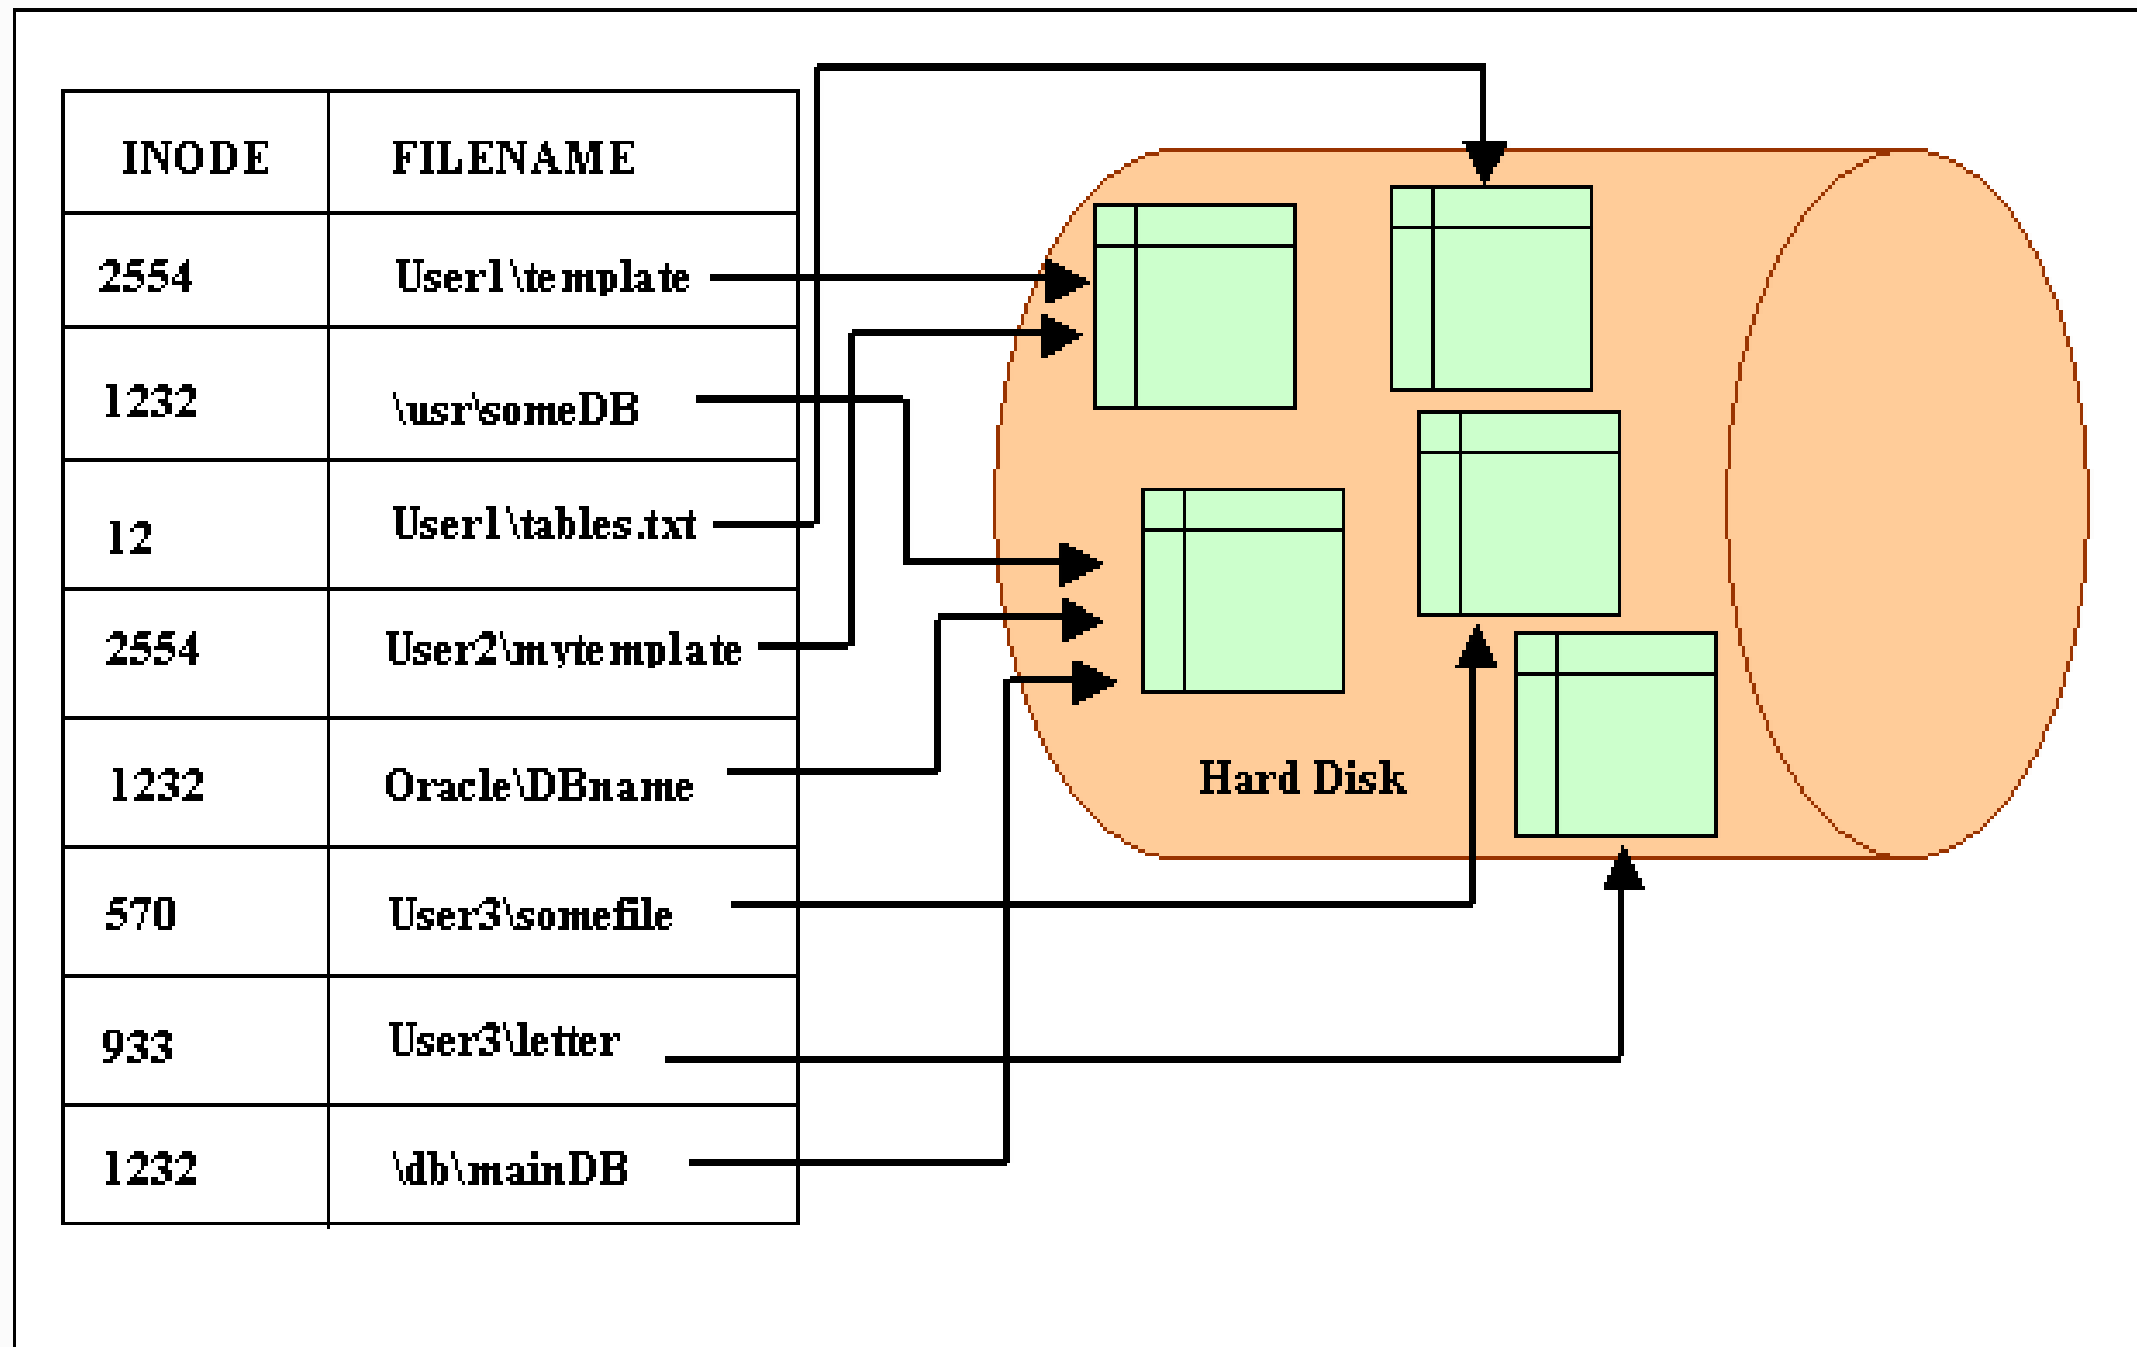 INODE FILENAME
2554 User1\template
1232 \usr\someDB
12 User1\tables.txt
2554 User2\mytemplate
1232 Oracle\DBname
570 User3\somefile
933 User3\letter
1232 \db\mainDB
Hard Disk